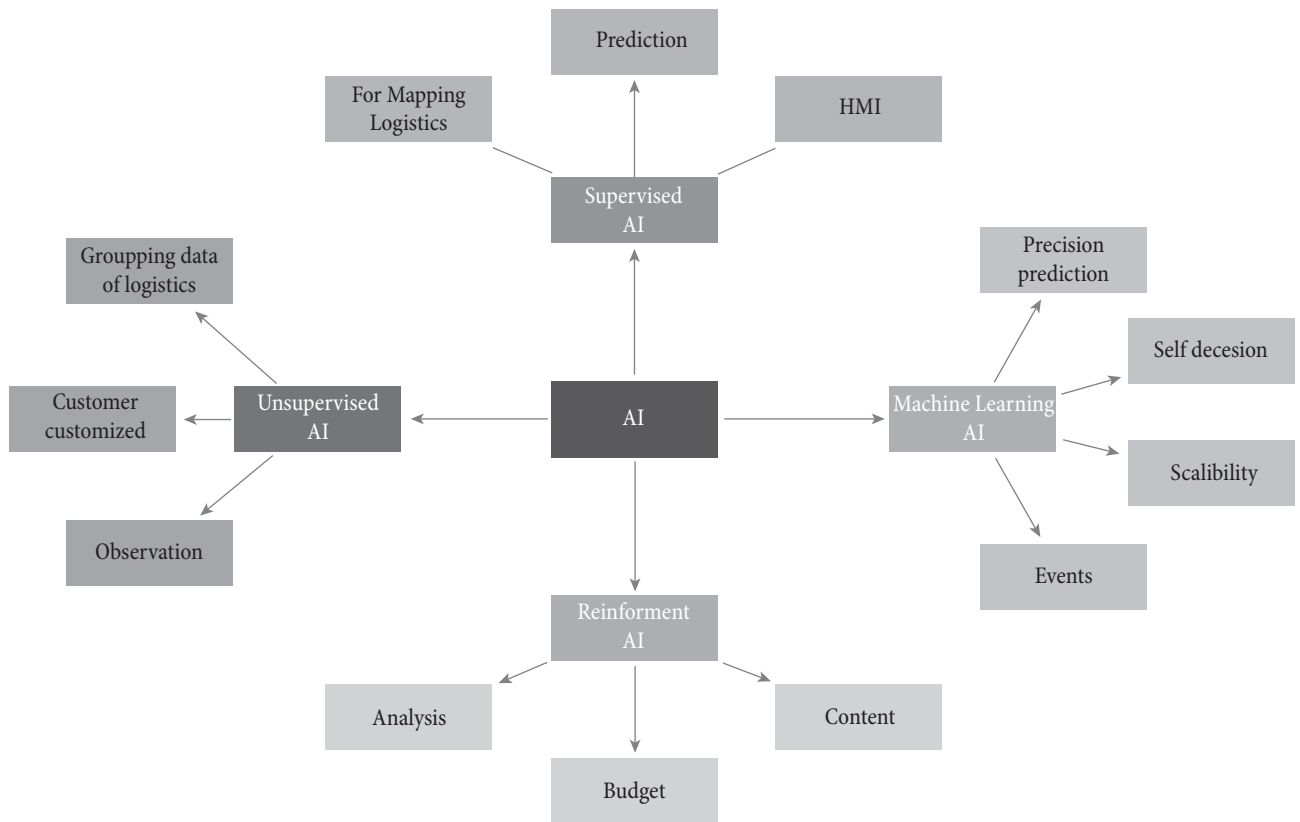 Prediction
For Mapping
Logistics
HMI
Supervised
AI
Groupping data
of logistics
Precision
prediction
Self decesion
Customer
customized
Unsupervised
AI
AI
Machine Learning
AI
Scalibility
Observation
Events
Reinforment
AI
Analysis
Content
Budget